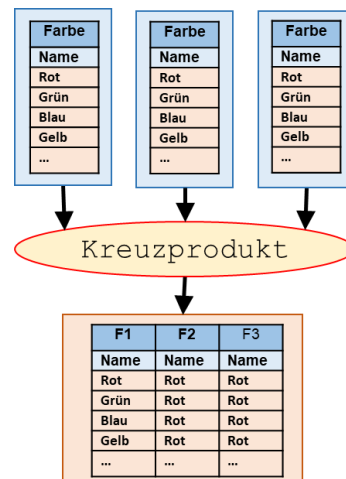 Farbe Farbe Farbe
Name Name Name
Rot Rot Rot
Grün Grün Grün
Blau Blau Blau
Gelb Gelb Gelb
... ... ...
Kreuzprodukt
F1 F2 F3
Name Name Name
Rot Rot Rot
Grün Rot Rot
Blau Rot Rot
Gelb Rot Rot
... ... ...